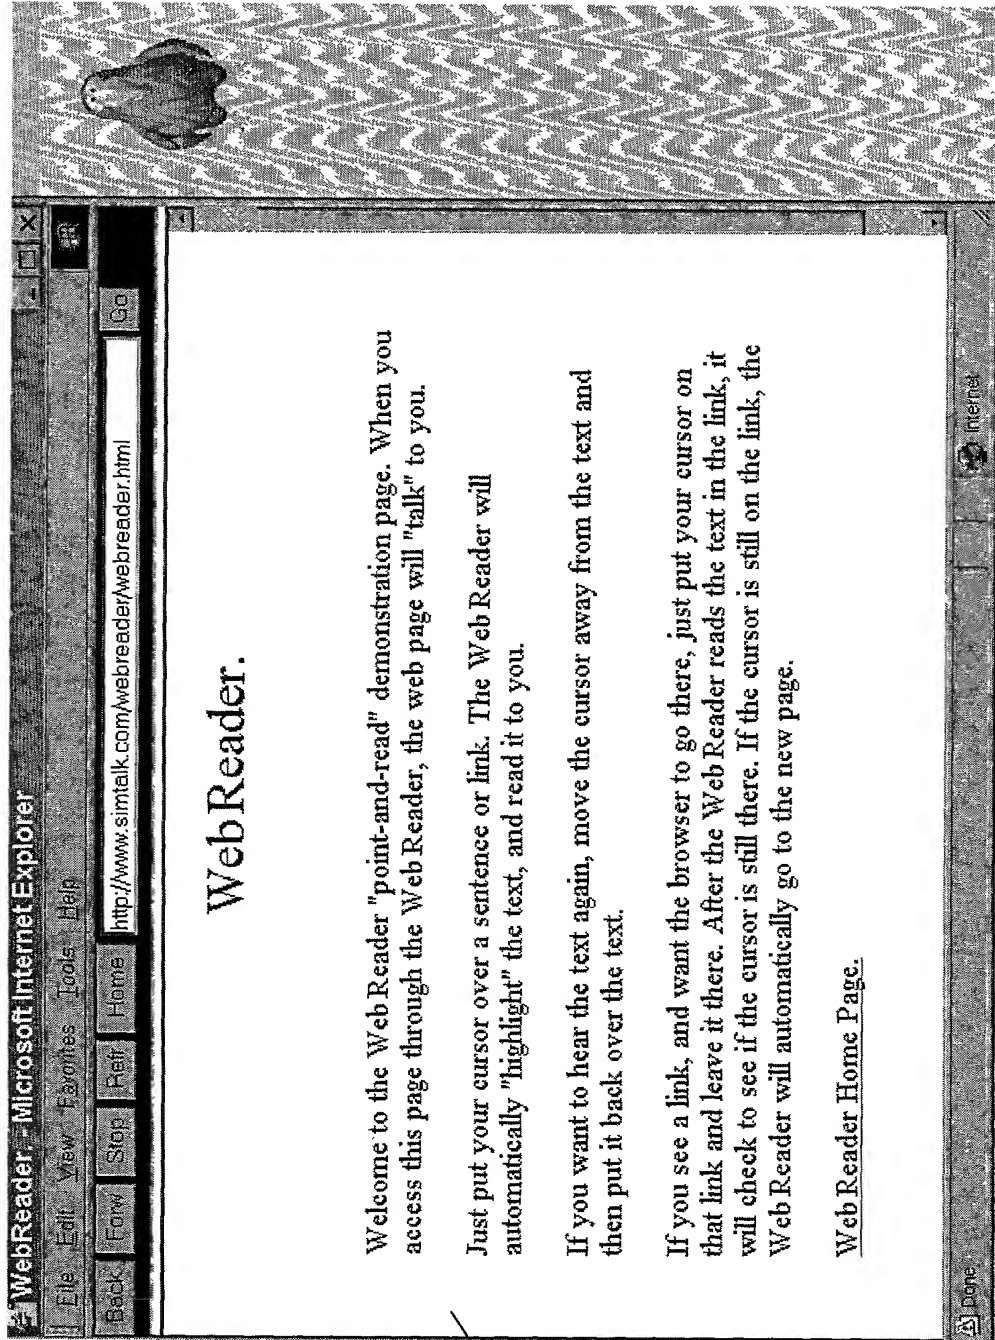 WebReader. - Microsoft Internet Explorer
File Edit View Favorites Tools Help
Back Forw Stop Refr Home http://www.simtalk.com/webreader/webreader.html Go
WebReader.
Welcome to the WebReader "point-and-read" demonstration page. When you
access this page through the WebReader, the web page will "talk" to you.
Just put your cursor over a sentence or link. The WebReader will
automatically "highlight" the text, and read it to you.
If you want to hear the text again, move the cursor away from the text and
then put it back over the text.
If you see a link, and want the browser to go there, just put your cursor on
that link and leave it there. After the WebReader reads the text in the link, it
will check to see if the cursor is still there. If the cursor is still on the link, the
WebReader will automatically go to the new page.
WebReader Home Page.
Done Internet